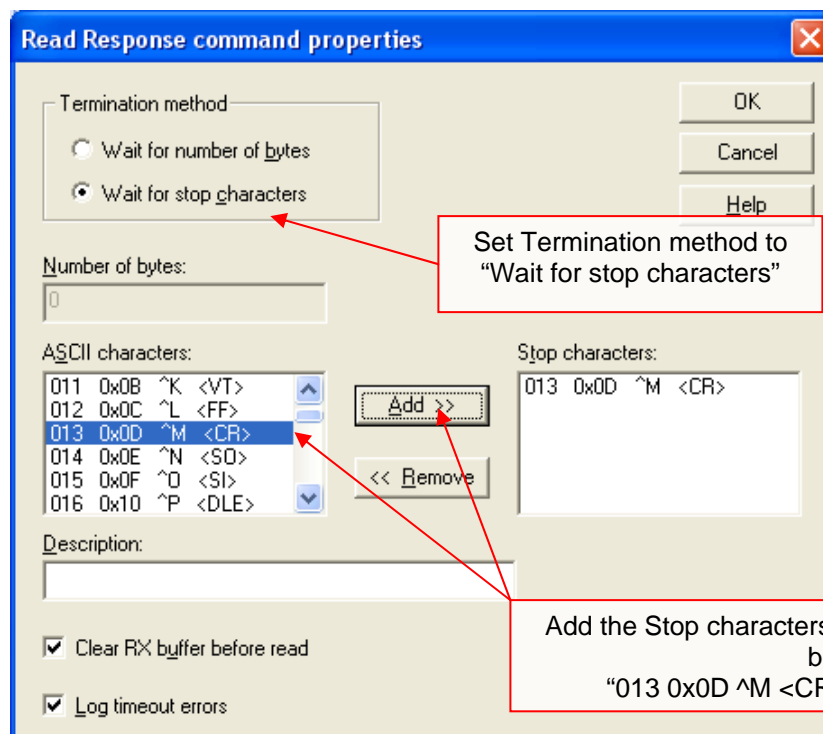 Read Response command properties
Termination method
Wait for number of bytes
Wait for stop characters
OK
Cancel
Help
Set Termination method to
“Wait for stop characters”
Number of bytes:
0
ASCII characters:
011 0x0B ^K <VT>
012 0x0C ^L <FF>
013 0x0D ^M <CR>
014 0x0E ^N <SO>
015 0x0F ^O <SI>
016 0x10 ^P <DLE>
Add >>
<< Remove
Stop characters:
013 0x0D ^M <CR>
Description:
Clear RX buffer before read
Log timeout errors
Add the Stop characters
b
“013 0x0D ^M <CR